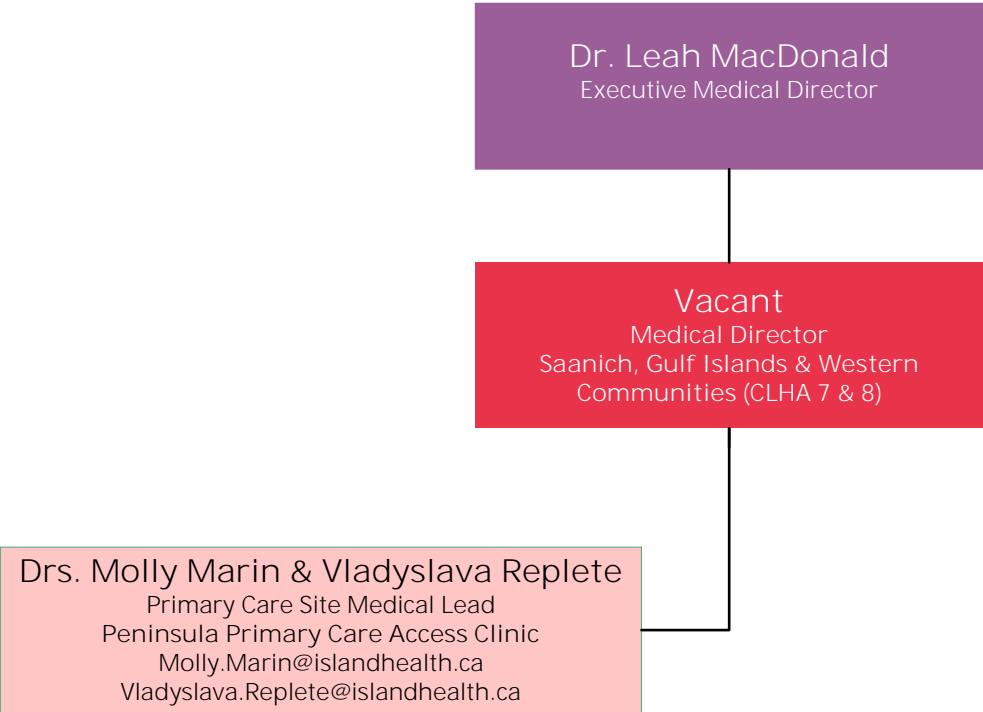 Dr. Leah MacDonald
Executive Medical Director
Vacant
Medical Director
Saanich, Gulf Islands & Western
Communities (CLHA 7 & 8)
Drs. Molly Marin & Vladyslava Replete
Primary Care Site Medical Lead
Peninsula Primary Care Access Clinic
Molly.Marin@islandhealth.ca
Vladyslava.Replete@islandhealth.ca